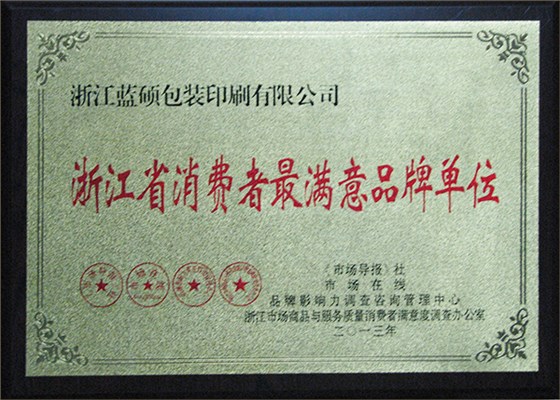 浙江蓝硕包装印刷有限公司
浙江省消费者最满意品牌单位
《市场导报》社
市场在线
品牌影响力调查咨询管理中心
浙江市场商品与服务质量消费者满意度调查办公室
二〇一三年